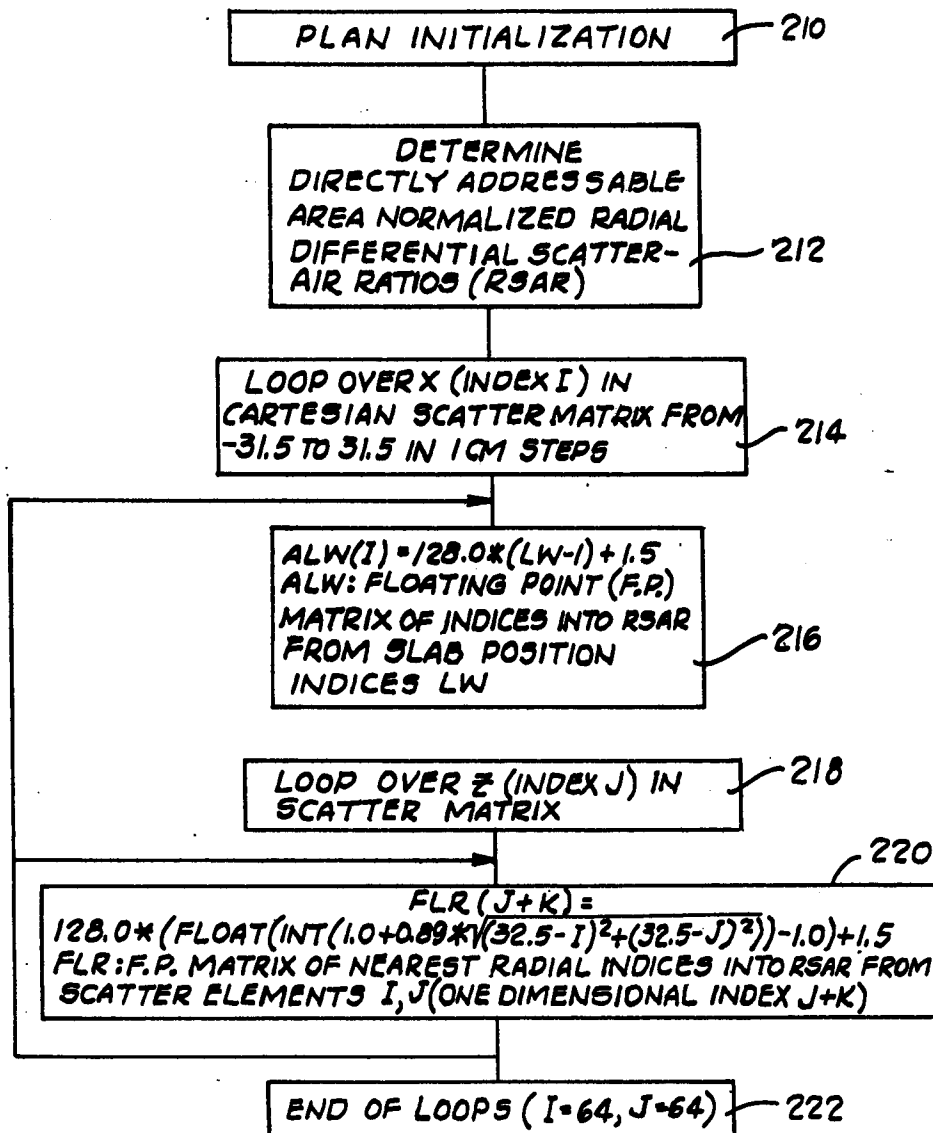 PLAN INITIALIZATION
210
DETERMINE
DIRECTLY ADDRESSABLE
AREA NORMALIZED RADIAL
DIFFERENTIAL SCATTER-
AIR RATIOS (RSAR)
212
LOOP OVER X (INDEX I) IN
CARTESIAN SCATTER MATRIX FROM
-31.5 TO 31.5 IN 1CM STEPS
214
ALW(I) = 128.0*(LW-1)+1.5
ALW: FLOATING POINT (F.P.)
MATRIX OF INDICES INTO RSAR
FROM SLAB POSITION
INDICES LW
216
LOOP OVER Z (INDEX J) IN
SCATTER MATRIX
218
220
FLR (J+K) =
128.0*(FLOAT(INT(1.0+0.89*√(32.5-I)²+(32.5-J)²))-1.0)+1.5
FLR: F.P. MATRIX OF NEAREST RADIAL INDICES INTO RSAR FROM
SCATTER ELEMENTS I, J (ONE DIMENSIONAL INDEX J+K)
END OF LOOPS (I=64, J=64)
222